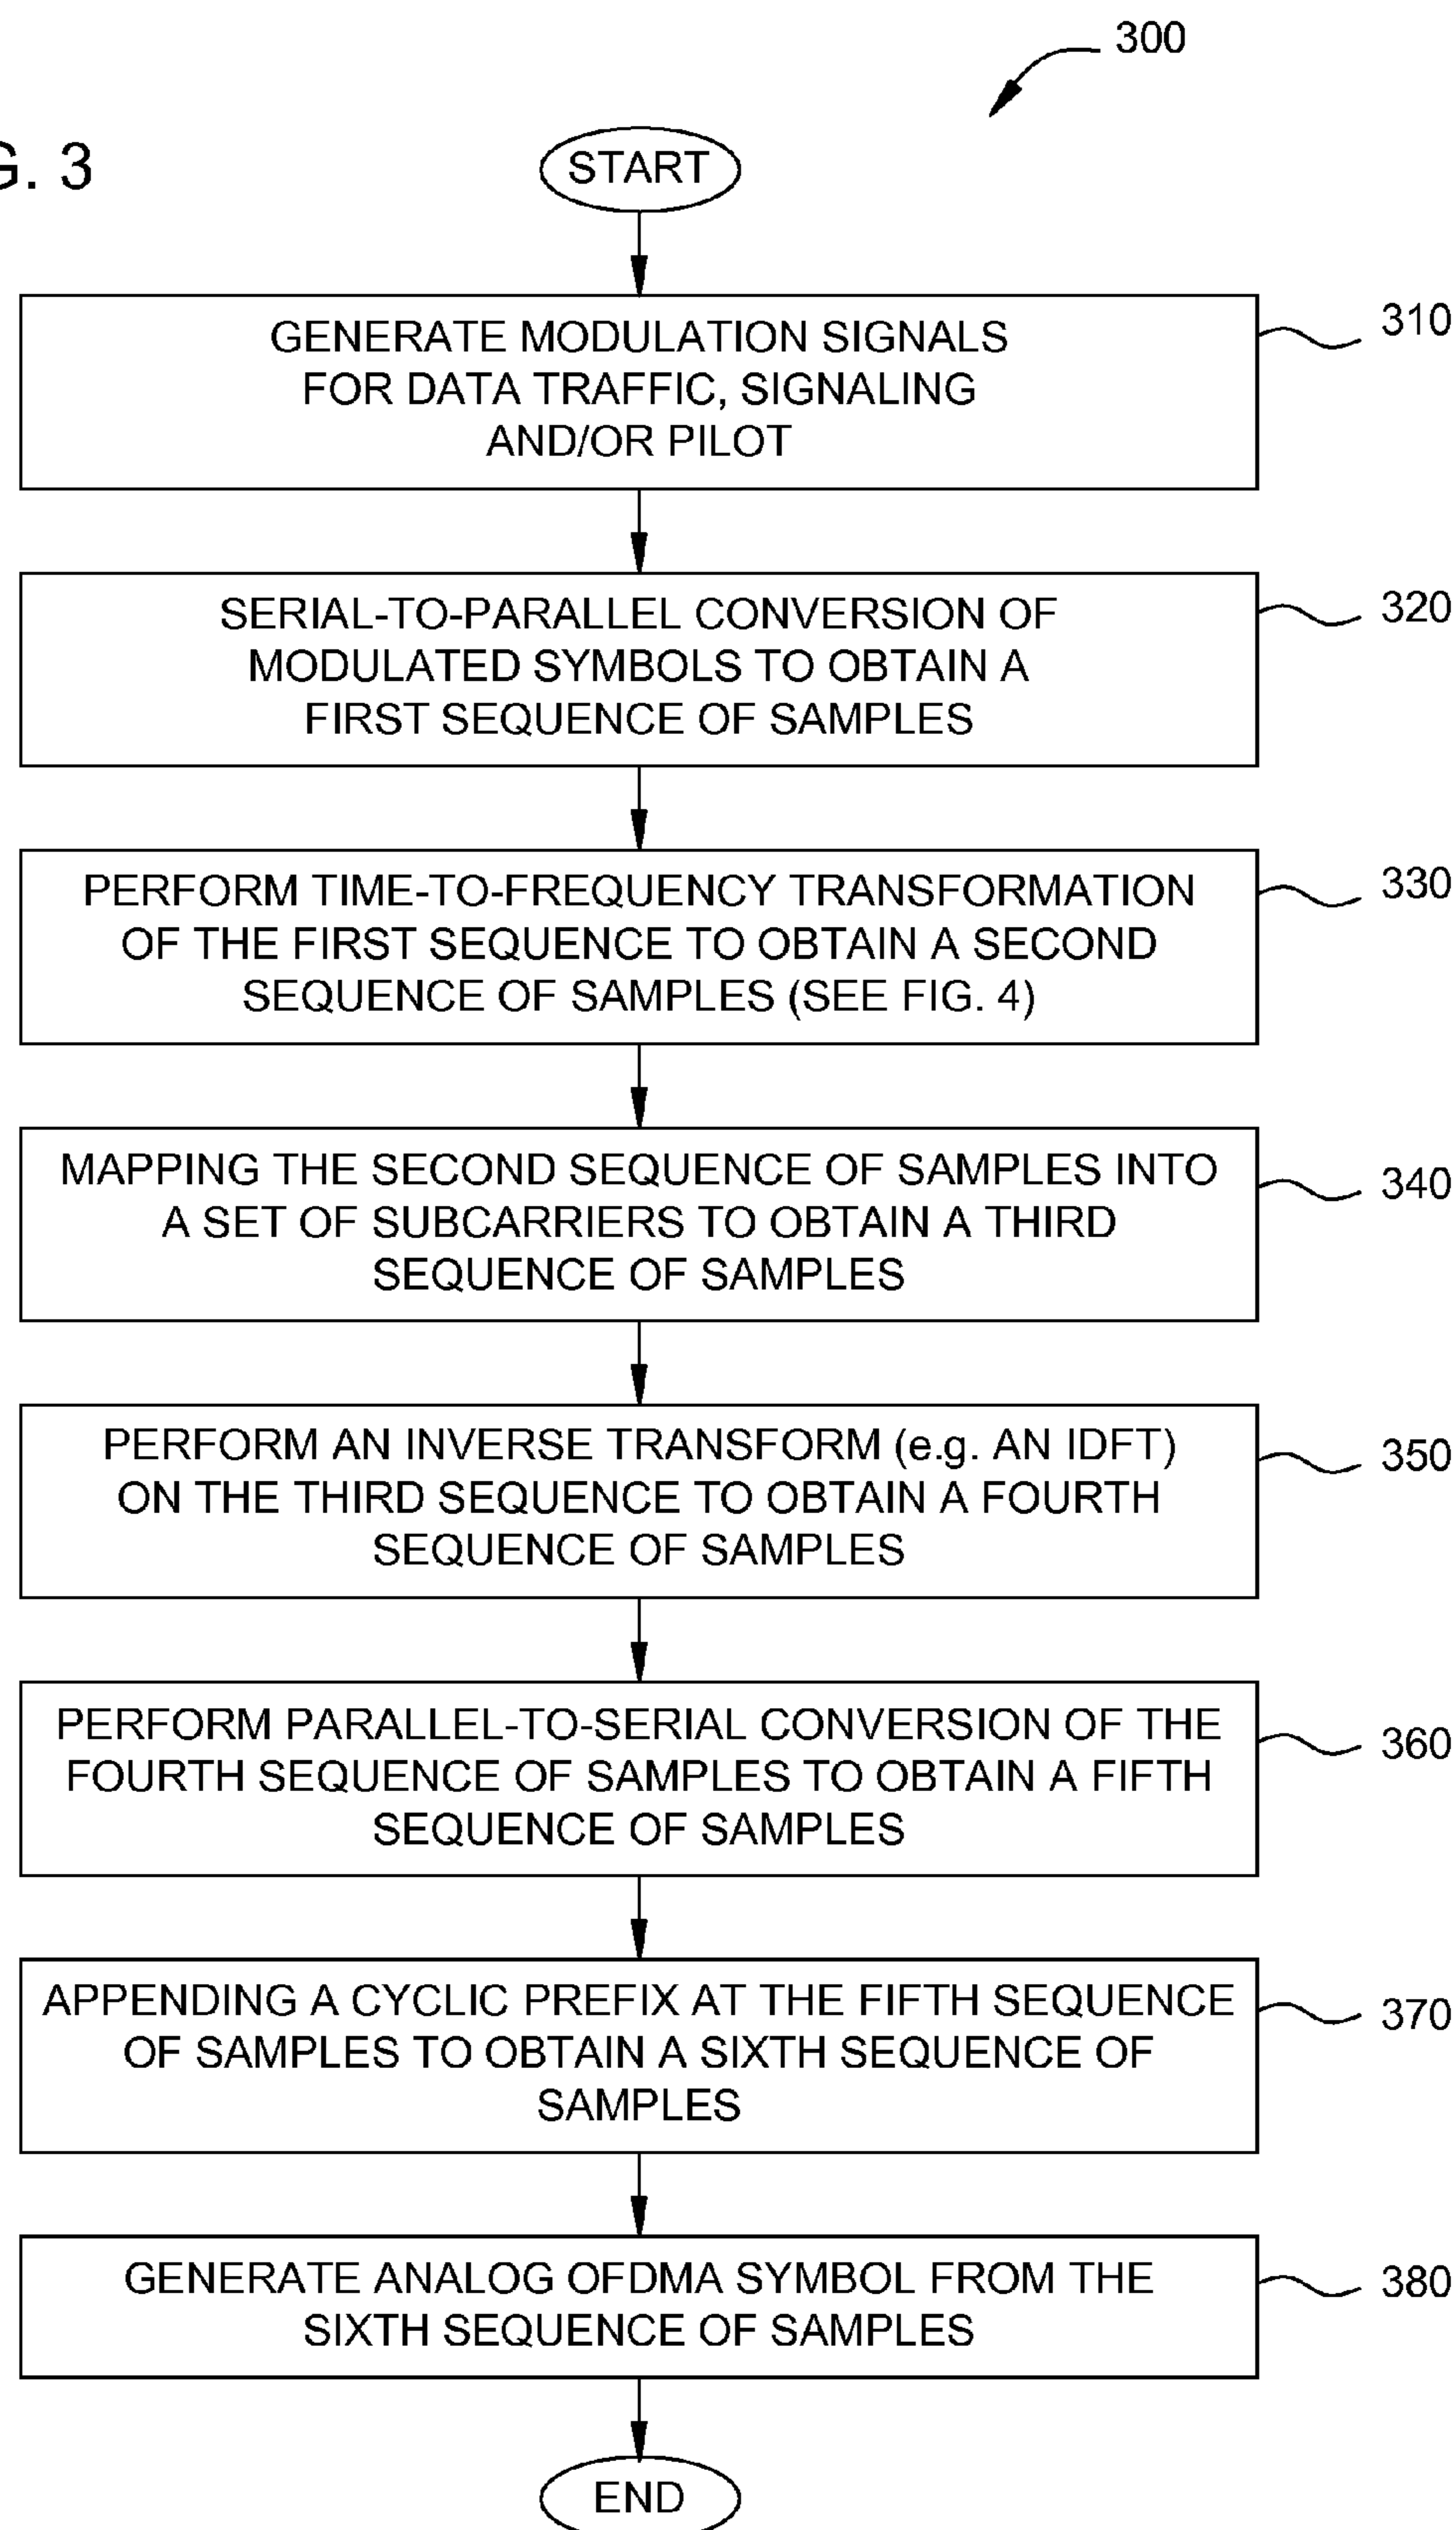 300
G. 3
START
GENERATE MODULATION SIGNALS
FOR DATA TRAFFIC, SIGNALING
AND/OR PILOT
310
SERIAL-TO-PARALLEL CONVERSION OF
MODULATED SYMBOLS TO OBTAIN A
FIRST SEQUENCE OF SAMPLES
320
PERFORM TIME-TO-FREQUENCY TRANSFORMATION
OF THE FIRST SEQUENCE TO OBTAIN A SECOND
SEQUENCE OF SAMPLES (SEE FIG. 4)
330
MAPPING THE SECOND SEQUENCE OF SAMPLES INTO
A SET OF SUBCARRIERS TO OBTAIN A THIRD
SEQUENCE OF SAMPLES
340
PERFORM AN INVERSE TRANSFORM (e.g. AN IDFT)
ON THE THIRD SEQUENCE TO OBTAIN A FOURTH
SEQUENCE OF SAMPLES
350
PERFORM PARALLEL-TO-SERIAL CONVERSION OF THE
FOURTH SEQUENCE OF SAMPLES TO OBTAIN A FIFTH
SEQUENCE OF SAMPLES
360
APPENDING A CYCLIC PREFIX AT THE FIFTH SEQUENCE
OF SAMPLES TO OBTAIN A SIXTH SEQUENCE OF
SAMPLES
370
GENERATE ANALOG OFDMA SYMBOL FROM THE
SIXTH SEQUENCE OF SAMPLES
380
END